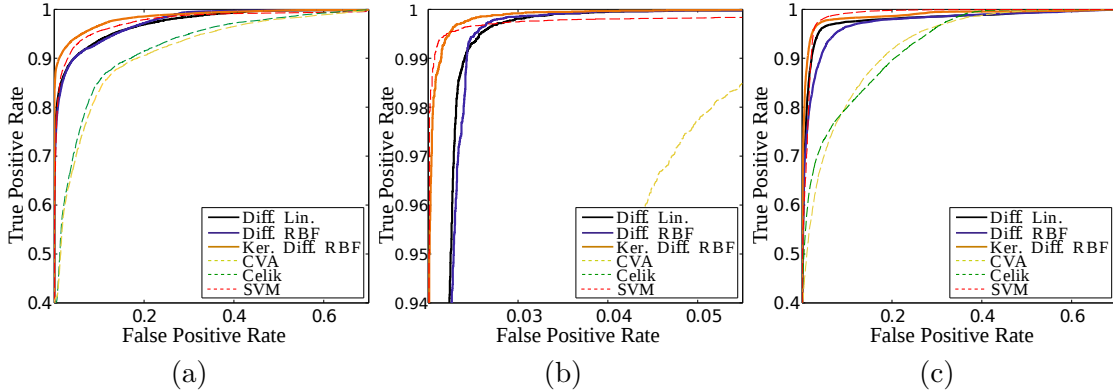 1
0.9
0.8
0.7
0.6
0.5
0.4
True Positive Rate
0.2
0.4
0.6
False Positive Rate
Diff. Lin.
Diff. RBF
Ker. Diff. RBF
CVA
Celik
SVM
(a)
1
0.99
0.98
0.97
0.96
0.95
0.94
True Positive Rate
0.03
0.04
0.05
False Positive Rate
Diff. Lin.
Diff. RBF
Ker. Diff. RBF
CVA
Celik
SVM
(b)
1
0.9
0.8
0.7
0.6
0.5
0.4
True Positive Rate
0.2
0.4
0.6
False Positive Rate
Diff. Lin.
Diff. RBF
Ker. Diff. RBF
CVA
Celik
SVM
(c)